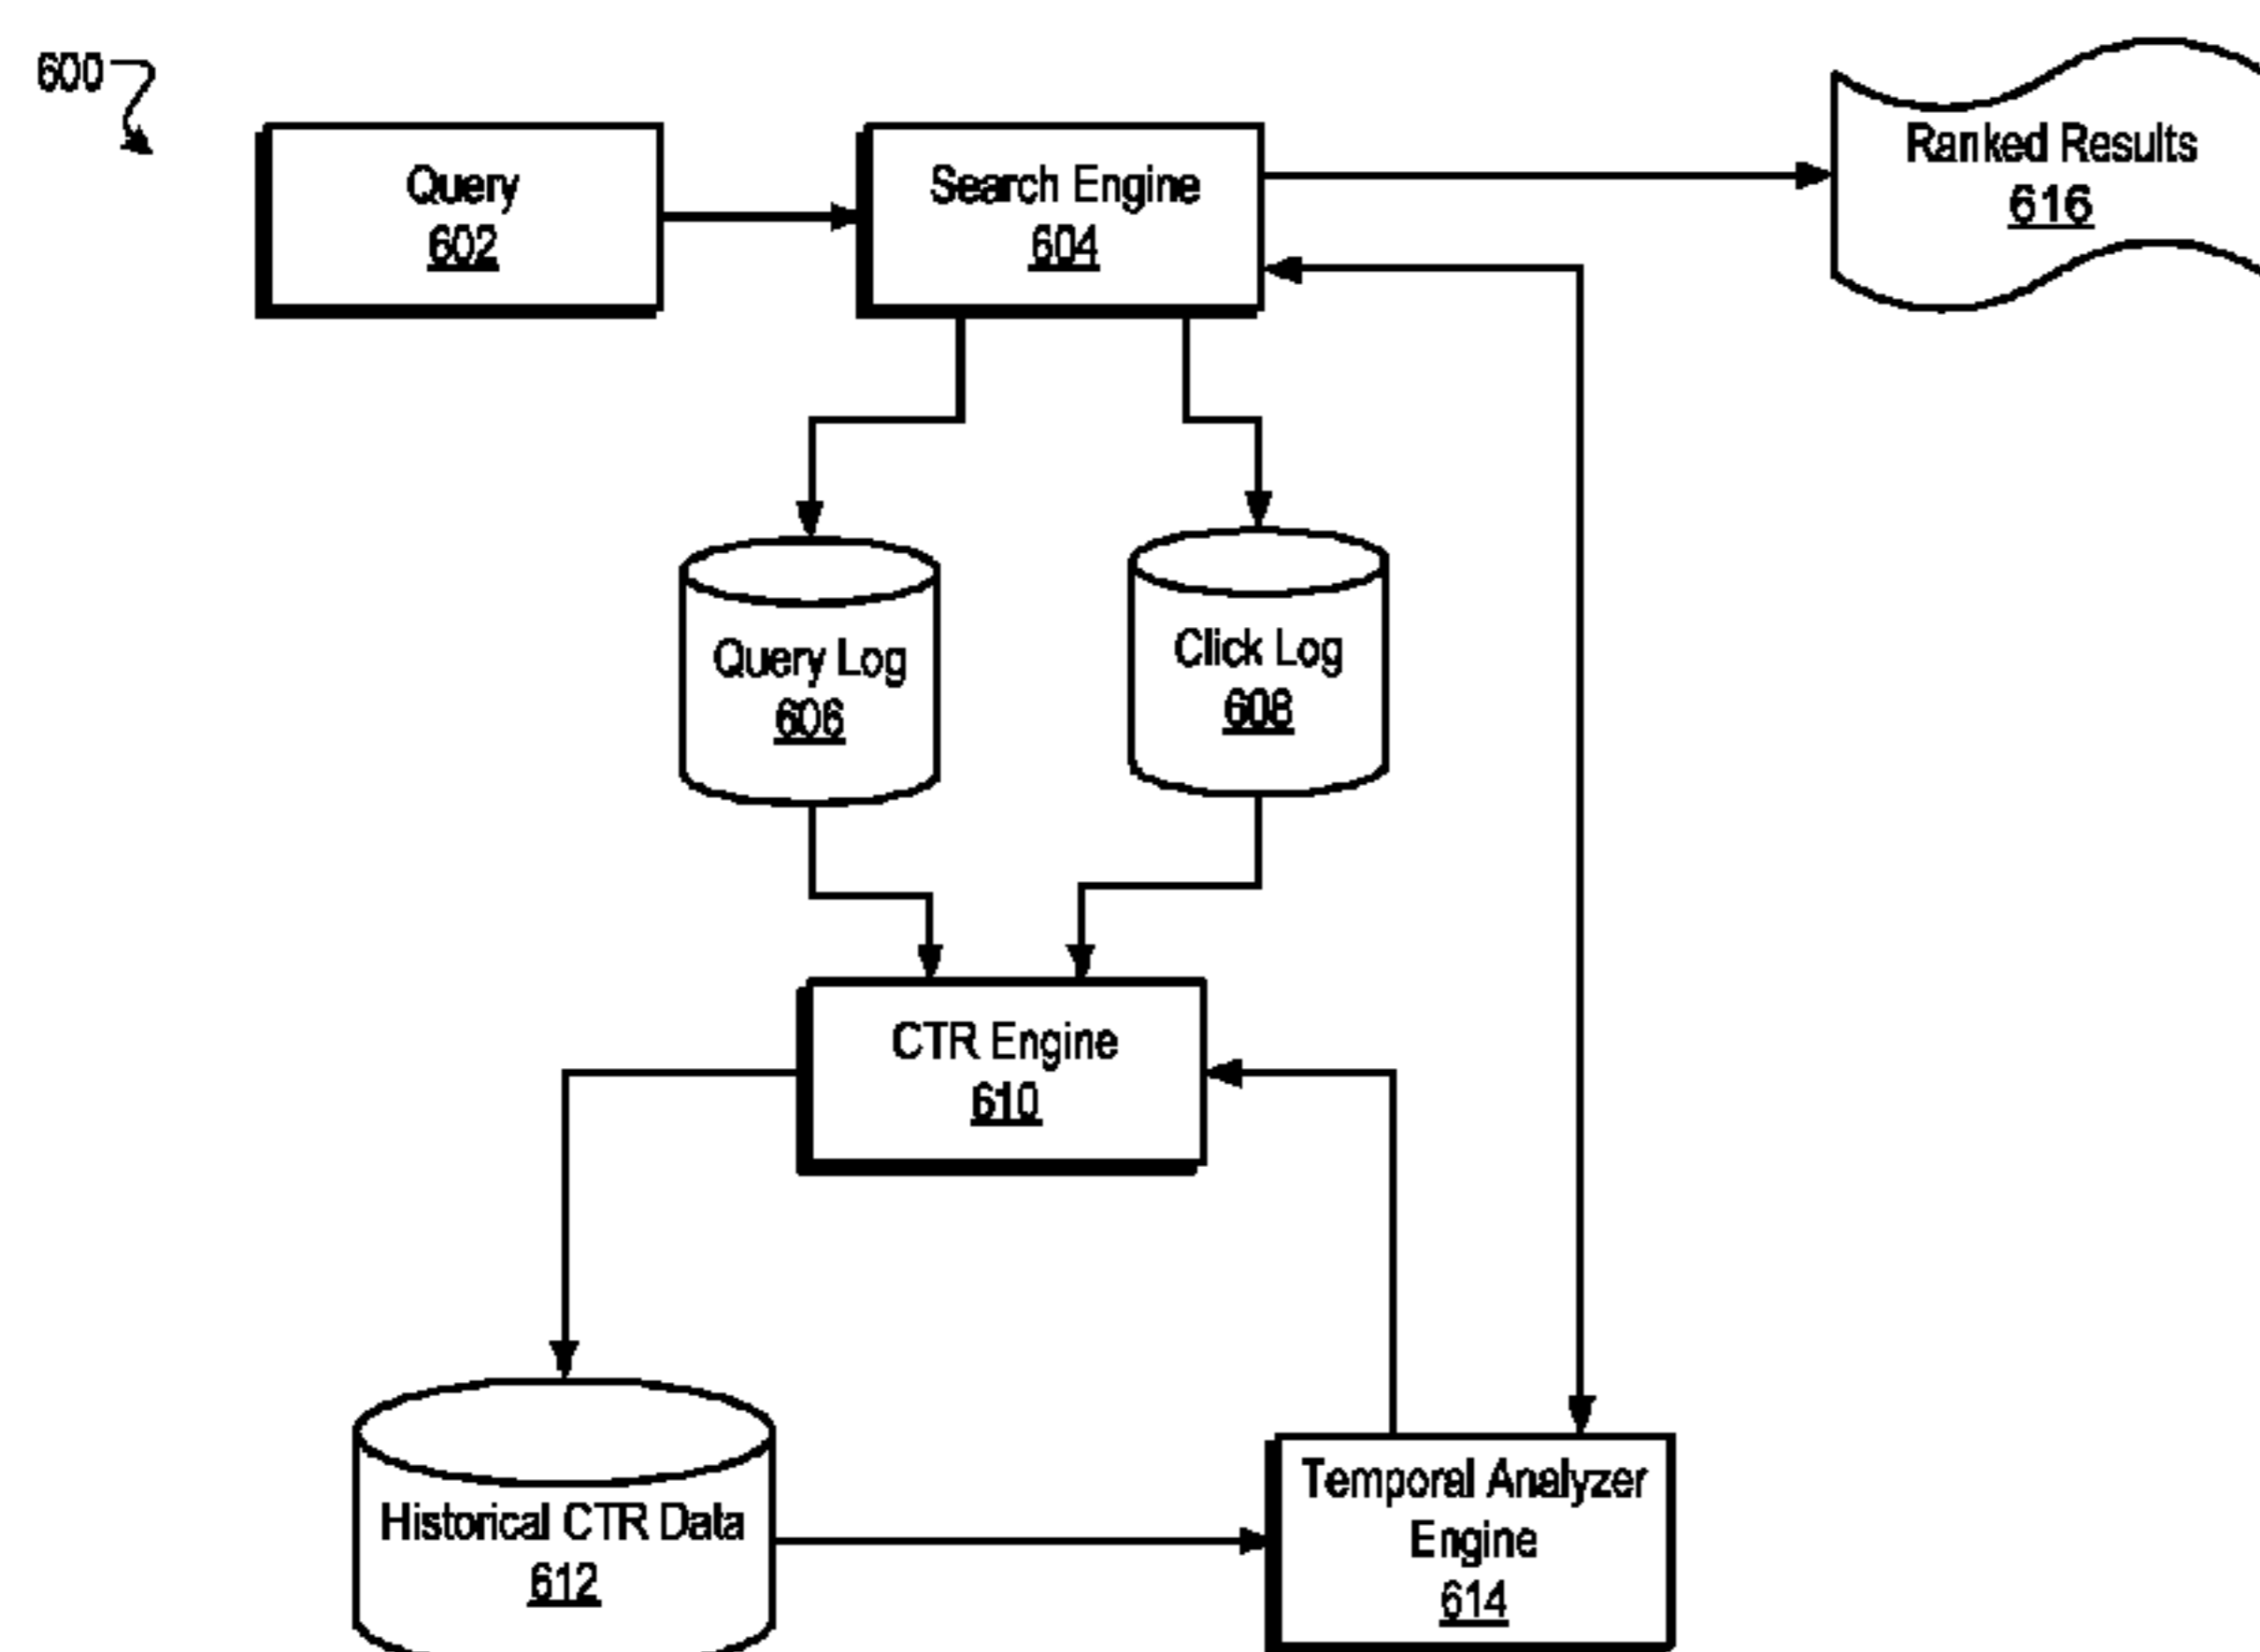 600
Query
602
Search Engine
604
Ranked Results
616
Query Log
606
Click Log
608
CTR Engine
610
Historical CTR Data
612
Temporal Analyzer
Engine
614